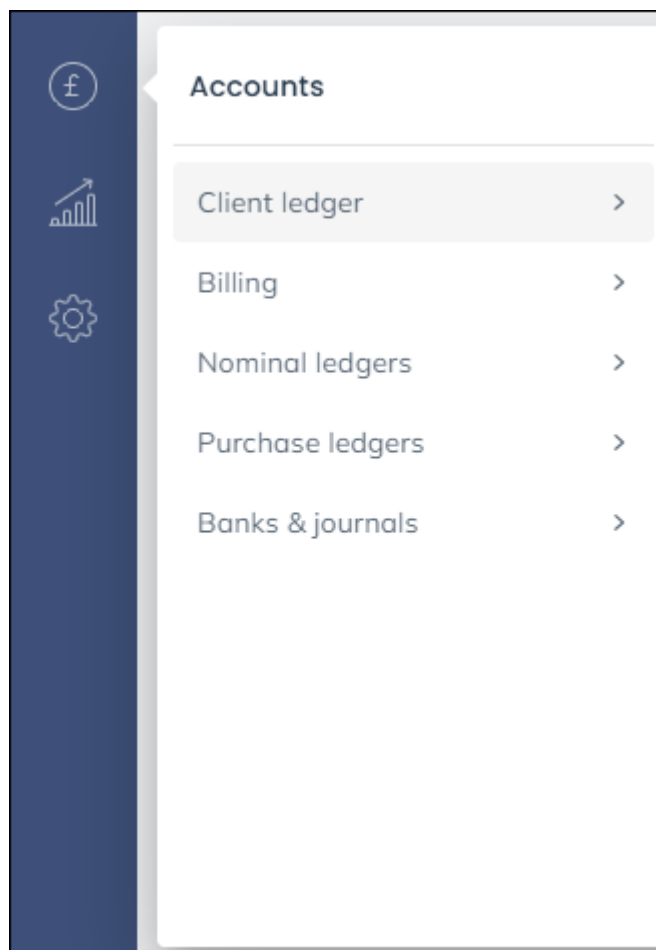 £
Accounts
Client ledger
Billing
Nominal ledgers
Purchase ledgers
Banks & journals